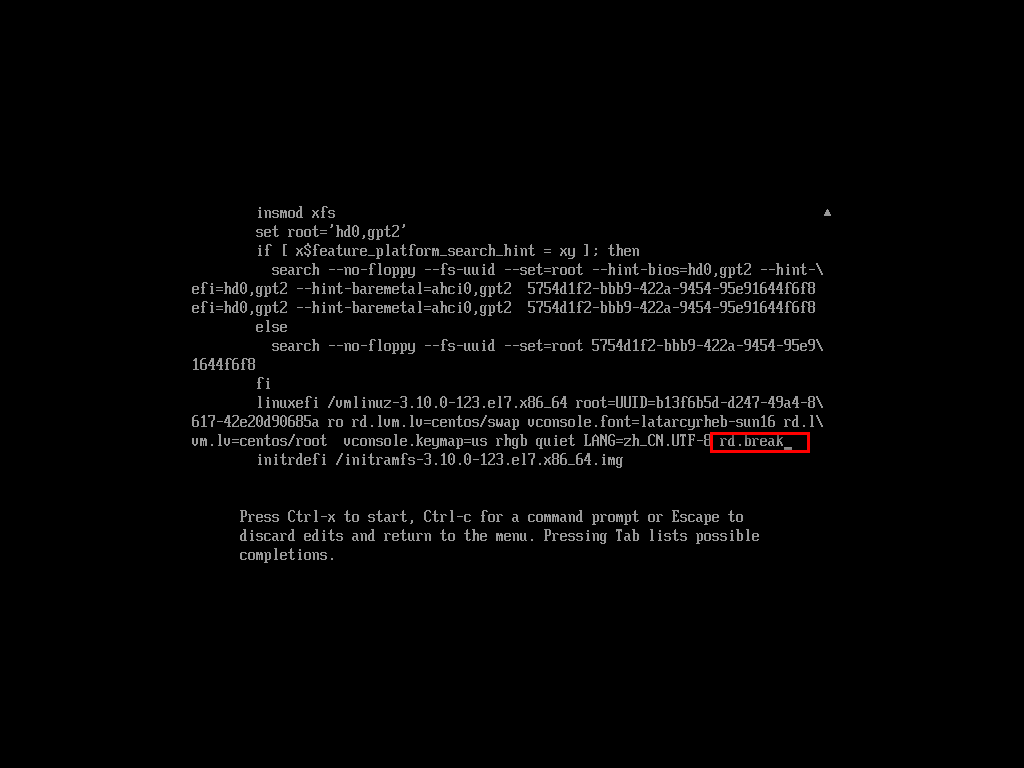 insmod xfs
set root='hd0,gpt2'
if [ x$feature_platform_search_hint = xy ]; then
search --no-floppy --fs-uuid --set=root --hint-bios=hd0,gpt2 --hint-\
efi=hd0,gpt2 --hint-baremetal=ahci0,gpt2  5754d1f2-bbb9-422a-9454-95e91644f6f8
efi=hd0,gpt2 --hint-baremetal=ahci0,gpt2  5754d1f2-bbb9-422a-9454-95e91644f6f8
else
search --no-floppy --fs-uuid --set=root 5754d1f2-bbb9-422a-9454-95e9\
1644f6f8
fi
linuxefi /vmlinuz-3.10.0-123.el7.x86_64 root=UUID=b13f6b5d-d247-49a4-8\
617-42e20d90685a ro rd.lvm.lv=centos/swap vconsole.font=latarcyrheb-sun16 rd.l\
vm.lv=centos/root  vconsole.keymap=us rhgb quiet LANG=zh_CN.UTF-8 rd.break_
initrdefi /initramfs-3.10.0-123.el7.x86_64.img
Press Ctrl-x to start, Ctrl-c for a command prompt or Escape to
discard edits and return to the menu. Pressing Tab lists possible
completions.